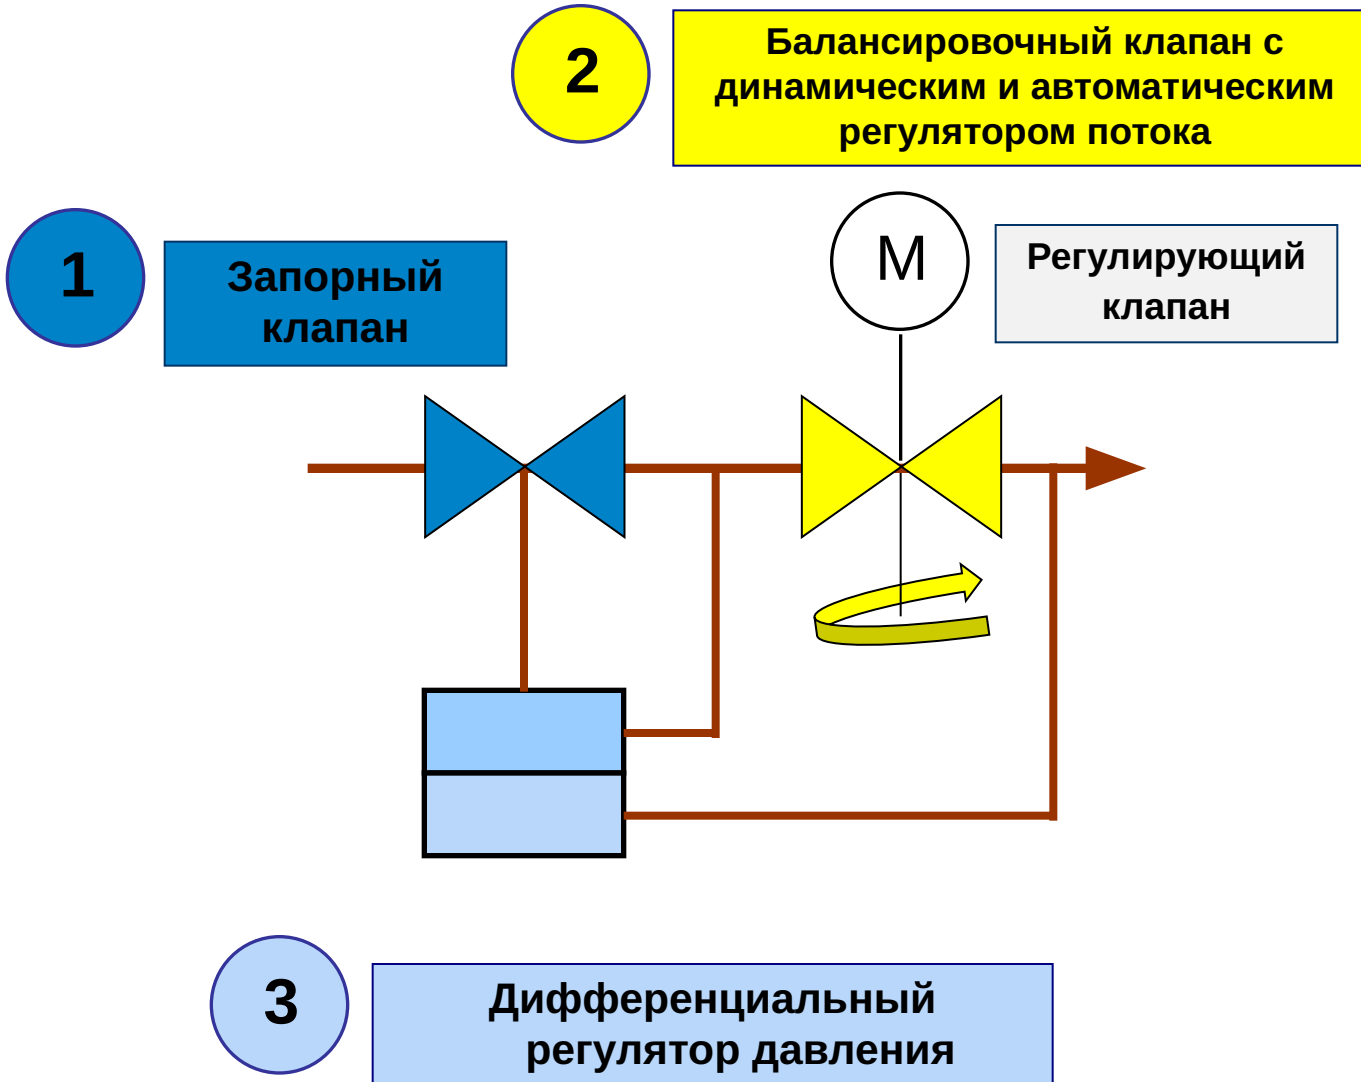 2
Балансировочный клапан с
динамическим и автоматическим
регулятором потока
1
Запорный
клапан
M
Регулирующий
клапан
3
Дифференциальный
регулятор давления